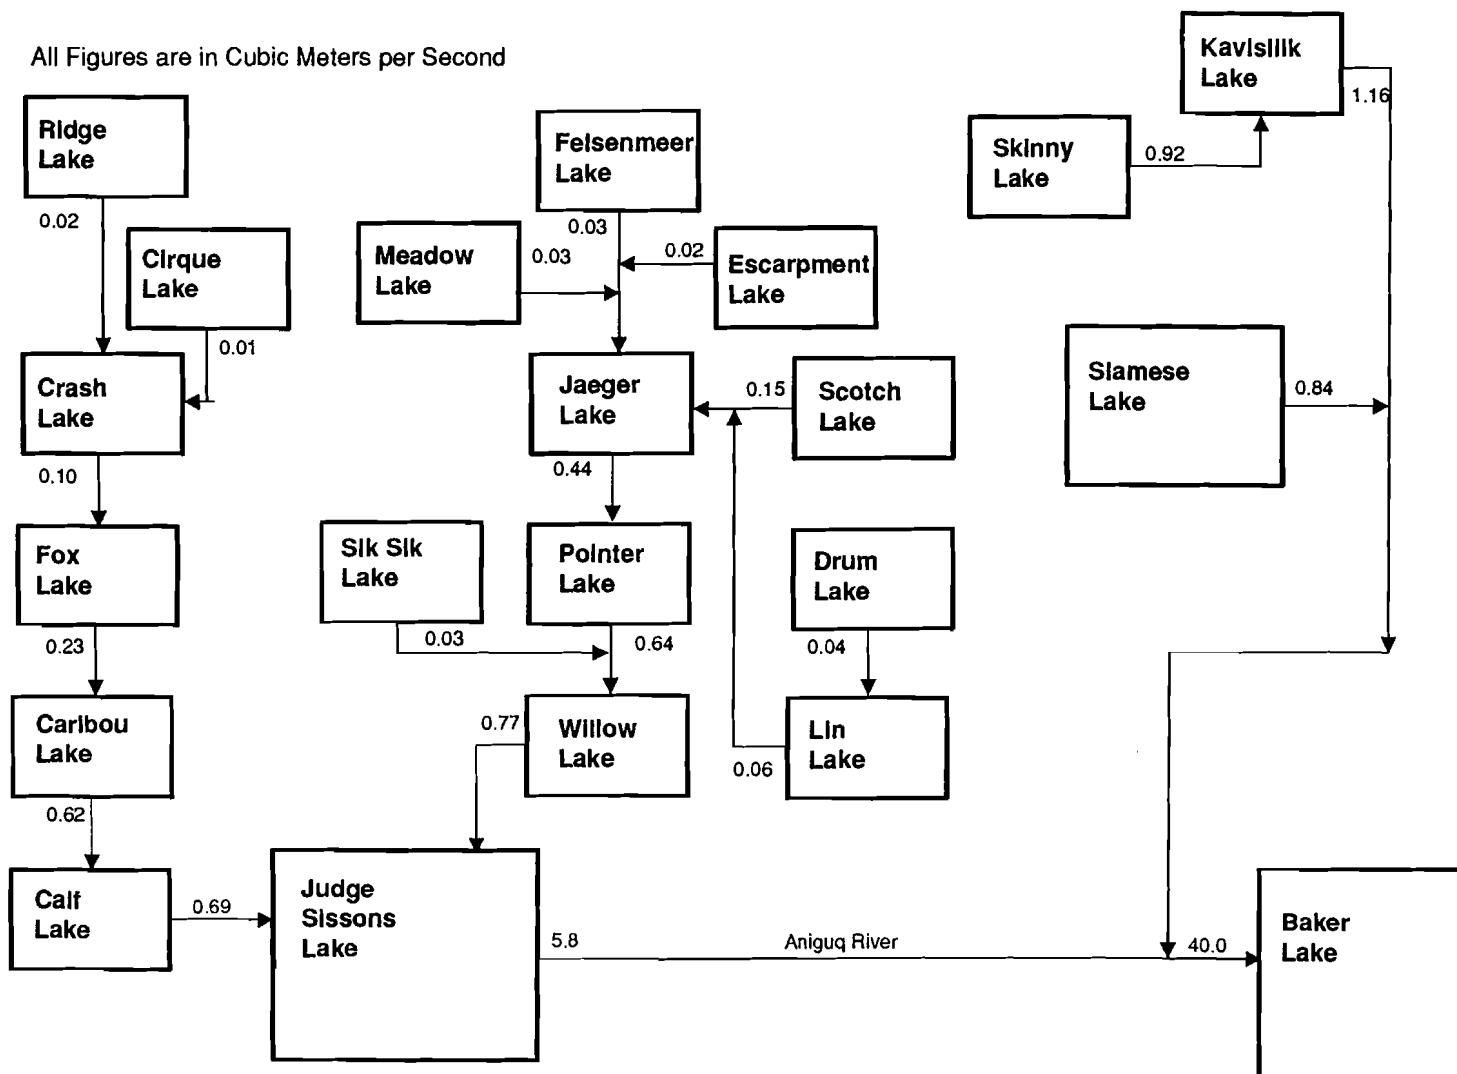 All Figures are in Cubic Meters per Second
Kavisilik
Lake
1.16
Ridge
Lake
Felsenmeer
Lake
Skinny
Lake
0.92
0.02
0.03
Cirque
Lake
Meadow
Lake
0.03
0.02
Escarpment
Lake
0.01
Crash
Lake
Jaeger
Lake
0.15
Scotch
Lake
Siamese
Lake
0.84
0.10
0.44
Fox
Lake
Sik Sik
Lake
Pointer
Lake
Drum
Lake
0.23
0.03
0.64
0.04
Caribou
Lake
0.77
Willow
Lake
Lin
Lake
0.06
0.62
Calf
Lake
0.69
Judge
Sissons
Lake
5.8
Aniguq River
40.0
Baker
Lake